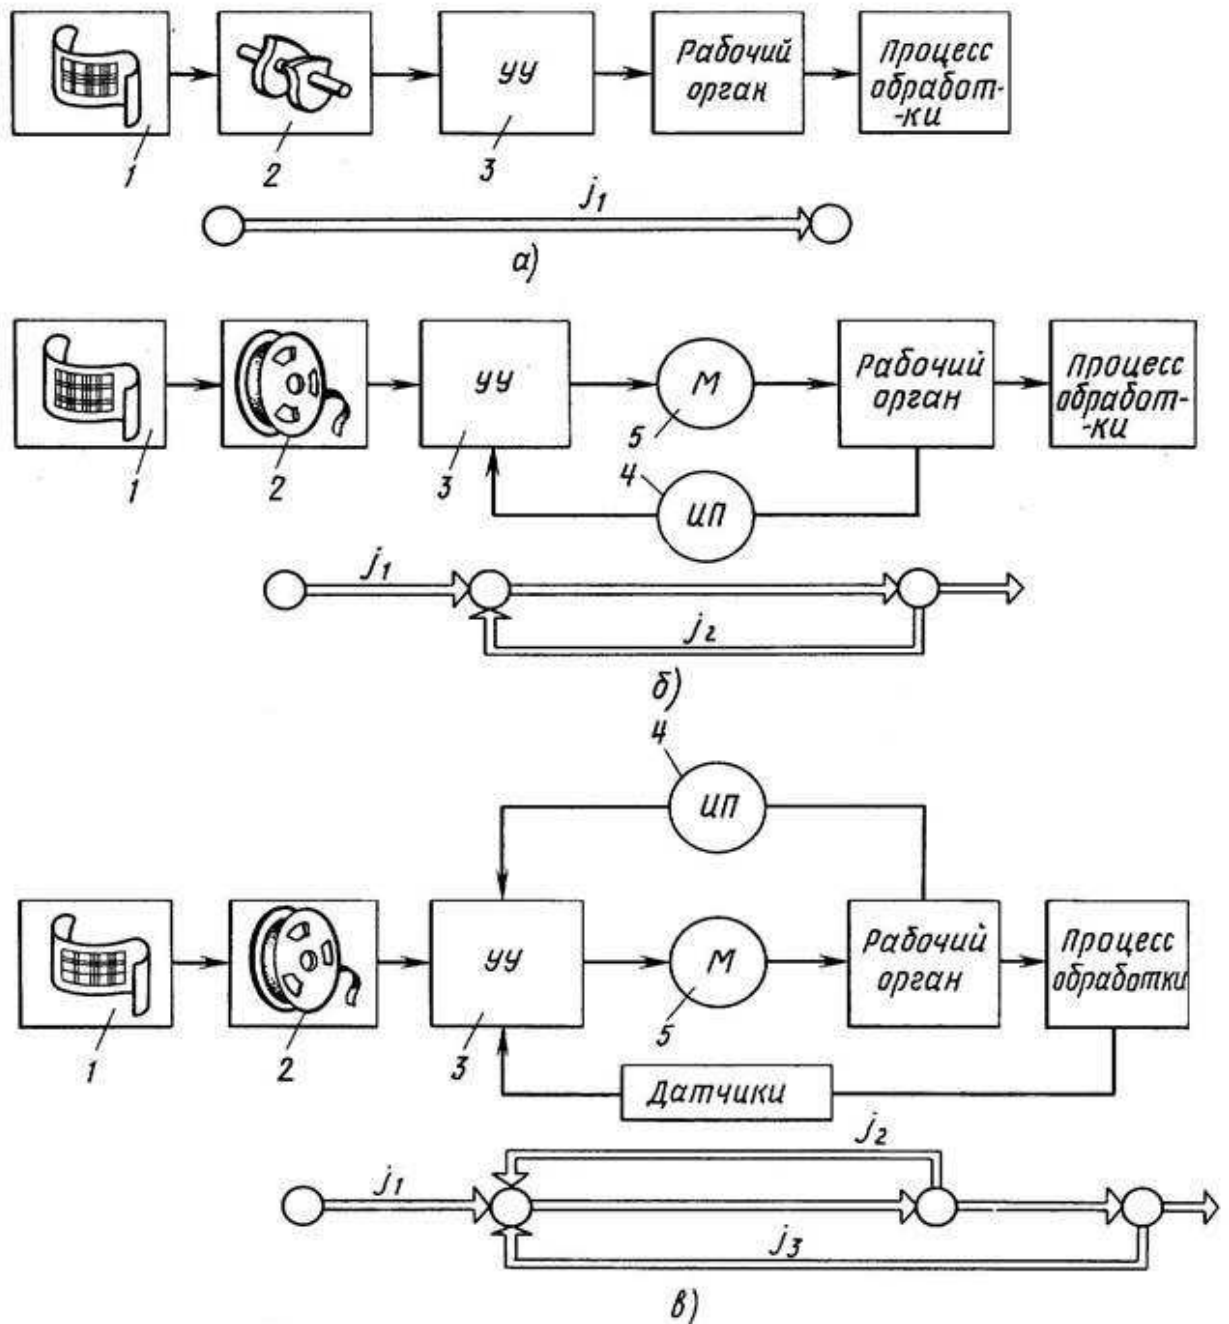 УУ
Рабочий
орган
Процесс
обработ-
-ки
1
2
3
j1
а)
УУ
М
Рабочий
орган
Процесс
обработ-
-ки
5
1
2
3
4
ИП
j1
j2
б)
4
ИП
УУ
М
Рабочий
орган
Процесс
обработки
1
2
3
5
Датчики
j2
j1
j3
в)